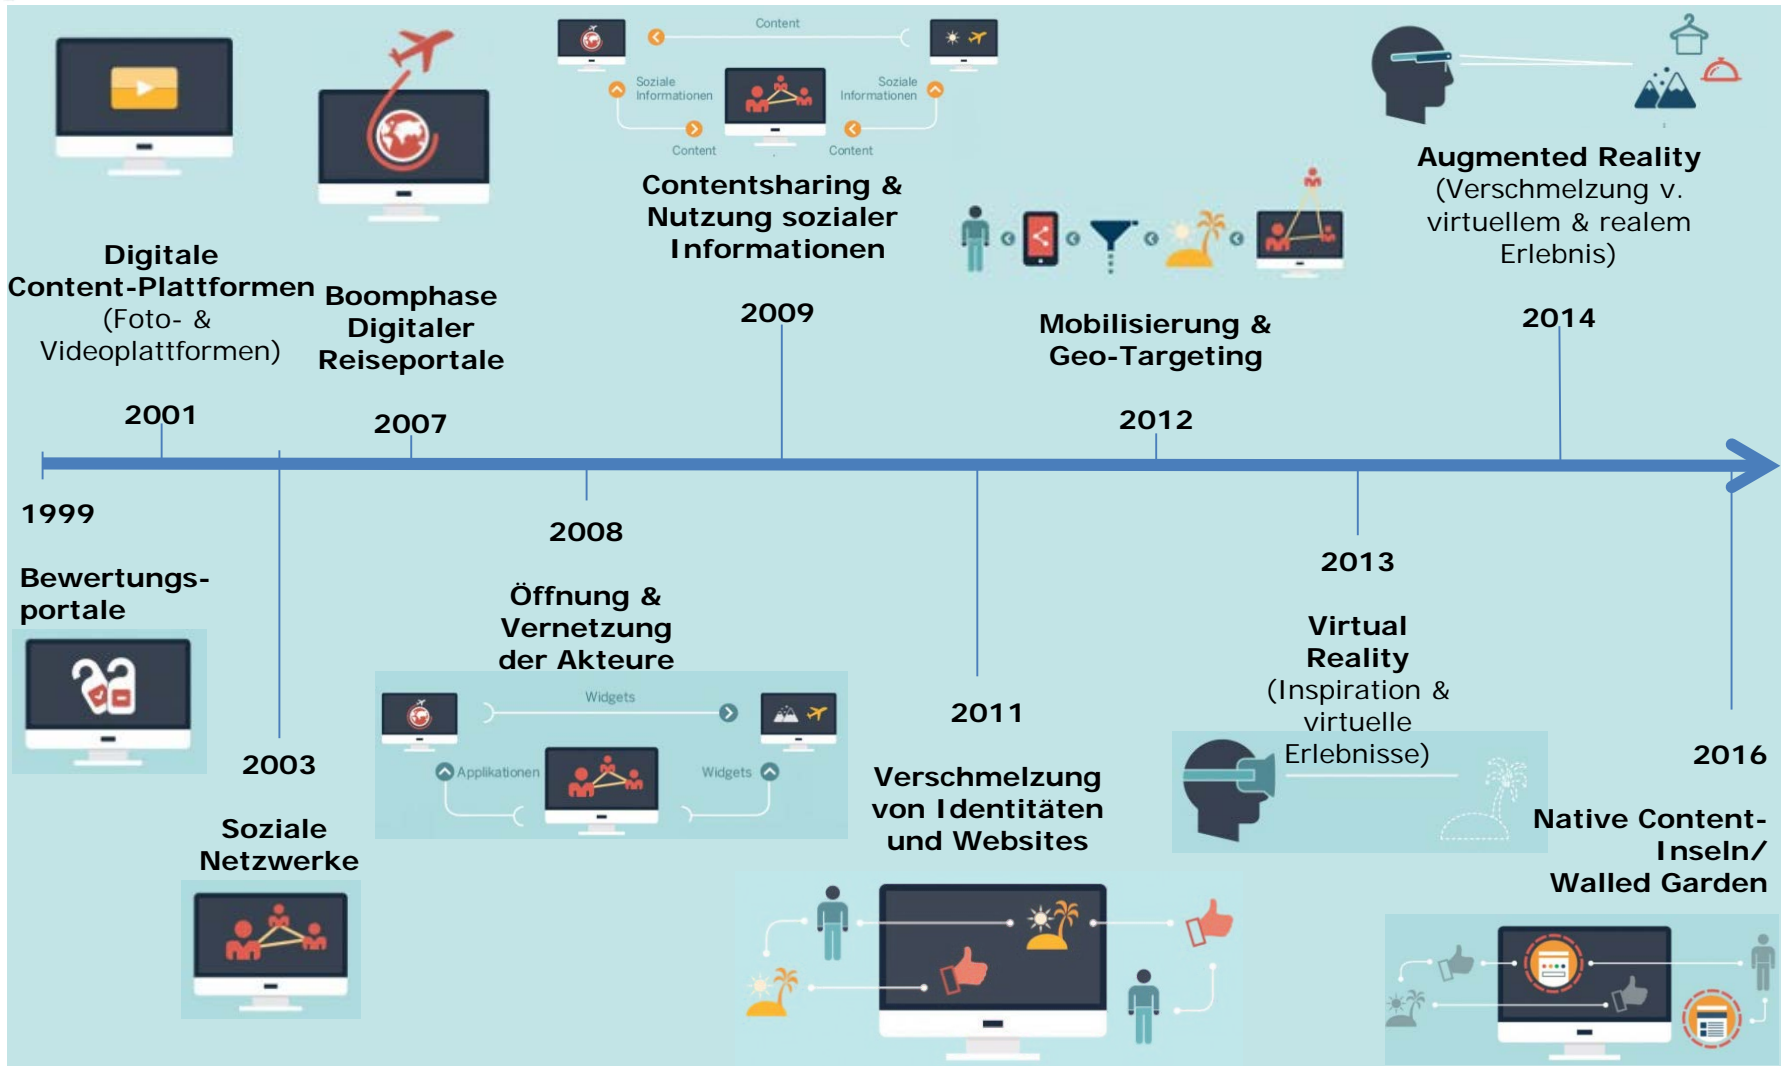 Digitale
Content-Plattformen
(Foto- &
Videoplattformen)
2001
Boomphase
Digitaler
Reiseportale
2007
Content
Soziale
Informationen
Soziale
Informationen
Content
Content
Contentsharing &
Nutzung sozialer
Informationen
2009
Mobilisierung &
Geo-Targeting
2012
Augmented Reality
(Verschmelzung v.
virtuellem & realem
Erlebnis)
2014
1999
Bewertungs-
portale
2003
Soziale
Netzwerke
2008
Öffnung &
Vernetzung
der Akteure
Widgets
Applikationen
Widgets
2011
Verschmelzung
von Identitäten
und Websites
2013
Virtual
Reality
(Inspiration &
virtuelle
Erlebnisse)
2016
Native Content-
Inseln/
Walled Garden